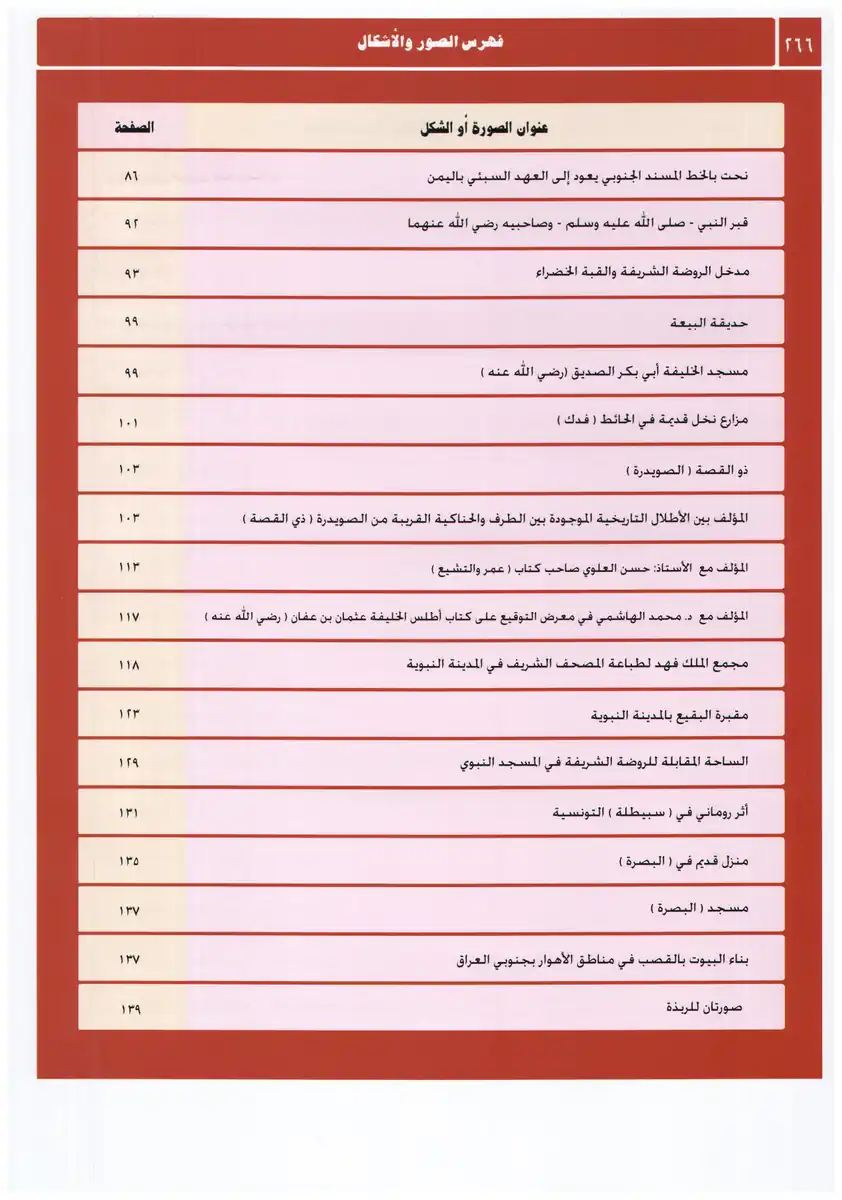 ٢٦٦
فهرس الصور والأشكال
عنوان الصورة أو الشكل الصفحة
نحت بالخط المسند الجنوبي يعود إلى العهد السبئي باليمن ٨٦
قبر النبي - صلى الله عليه وسلم - وصاحبيه رضي الله عنهما ٩٢
مدخل الروضة الشريفة والقبة الخضراء ٩٣
حديقة البيعة ٩٩
مسجد الخليفة أبي بكر الصديق (رضي الله عنه ) ٩٩
مزارع نخل قديمة في الحائط ( فدك ) ١٠١
ذو القصة ( الصويدرة ) ١٠٣
المؤلف بين الأطلال التاريخية الموجودة بين الطرف والحناكية القريبة من الصويدرة ( ذي القصة ) ١٠٣
المؤلف مع الأستاذ: حسن العلوي صاحب كتاب ( عمر والتشيع ) ١١٣
المؤلف مع د. محمد الهاشمي في معرض التوقيع على كتاب أطلس الخليفة عثمان بن عفان ( رضي الله عنه ) ١١٧
مجمع الملك فهد لطباعة المصحف الشريف في المدينة النبوية ١١٨
مقبرة البقيع بالمدينة النبوية ١٢٣
الساحة المقابلة للروضة الشريفة في المسجد النبوي ١٢٩
أثر روماني في ( سبيطلة ) التونسية ١٣١
منزل قديم في ( البصرة ) ١٣٥
مسجد ( البصرة ) ١٣٧
بناء البيوت بالقصب في مناطق الأهوار بجنوبي العراق ١٣٧
صورتان للربذة ١٣٩